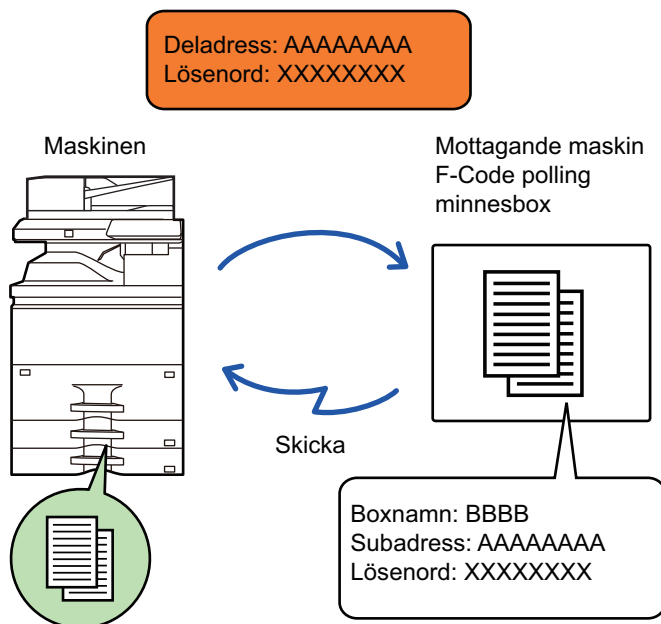 Deladress: AAAAAAAA
Lösenord: XXXXXXXX
Maskinen
Mottagande maskin
F-Code polling
minnesbox
Skicka
Boxnamn: BBBB
Subadress: AAAAAAAA
Lösenord: XXXXXXXX